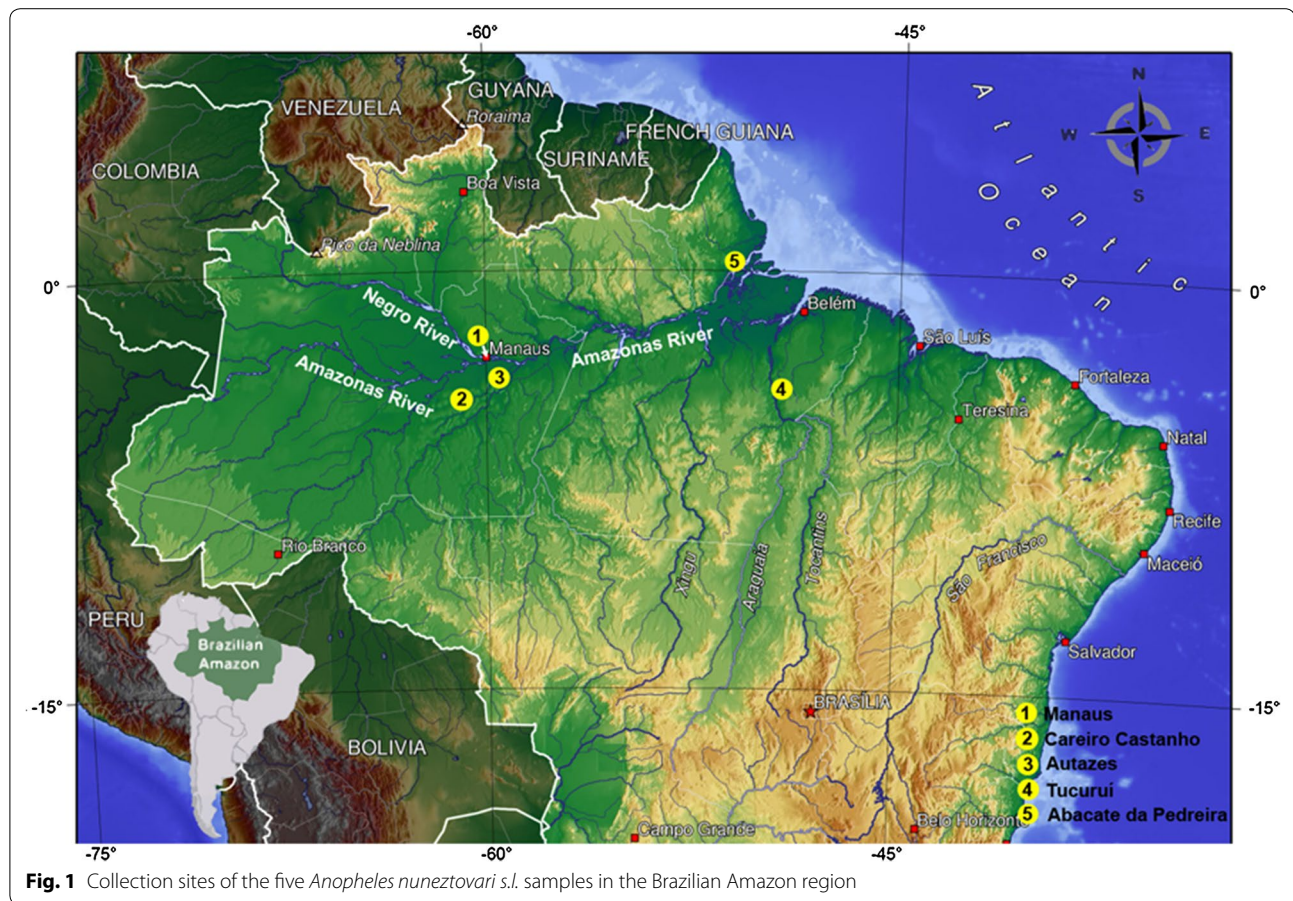 -60°
-45°
N
W
E
S
Atlantic
Ocean
GUYANA
VENEZUELA
Roraima
FRENCH GUIANA
SURINAME
COLOMBIA
Boa Vista
Pico da Neblina
0°
0°
5
Belém
Negro River
1
Manaus
Amazonas River
São Luís
3
Amazonas River
2
4
Fortaleza
Teresina
Natal
Recife
Rio Branco
Maceió
Xingu
Araguaia
Tocantins
São Francisco
PERU
Brazilian
Amazon
Salvador
-15°
-15°
BRASÍLIA
BOLIVIA
1 Manaus
2 Careiro Castanho
3 Autazes
4 Tucuruí
5 Abacate da Pedreira
Campo Grande
Belo Horizonte
-75°
-60°
-45°
Fig. 1 Collection sites of the five Anopheles nuneztovari s.l. samples in the Brazilian Amazon region